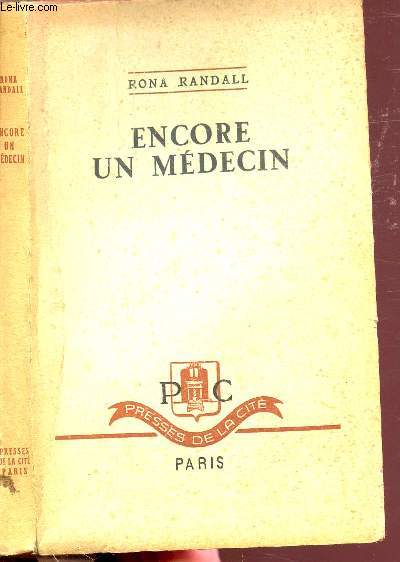 Le-livre.com
RONA RANDALL
ENCORE
UN MÉDECIN
P C
PRESSES DE LA CITÉ
PARIS
RONA
RANDALL
ENCORE
UN
MÉDECIN
PRESSES
DE LA CITÉ
PARIS